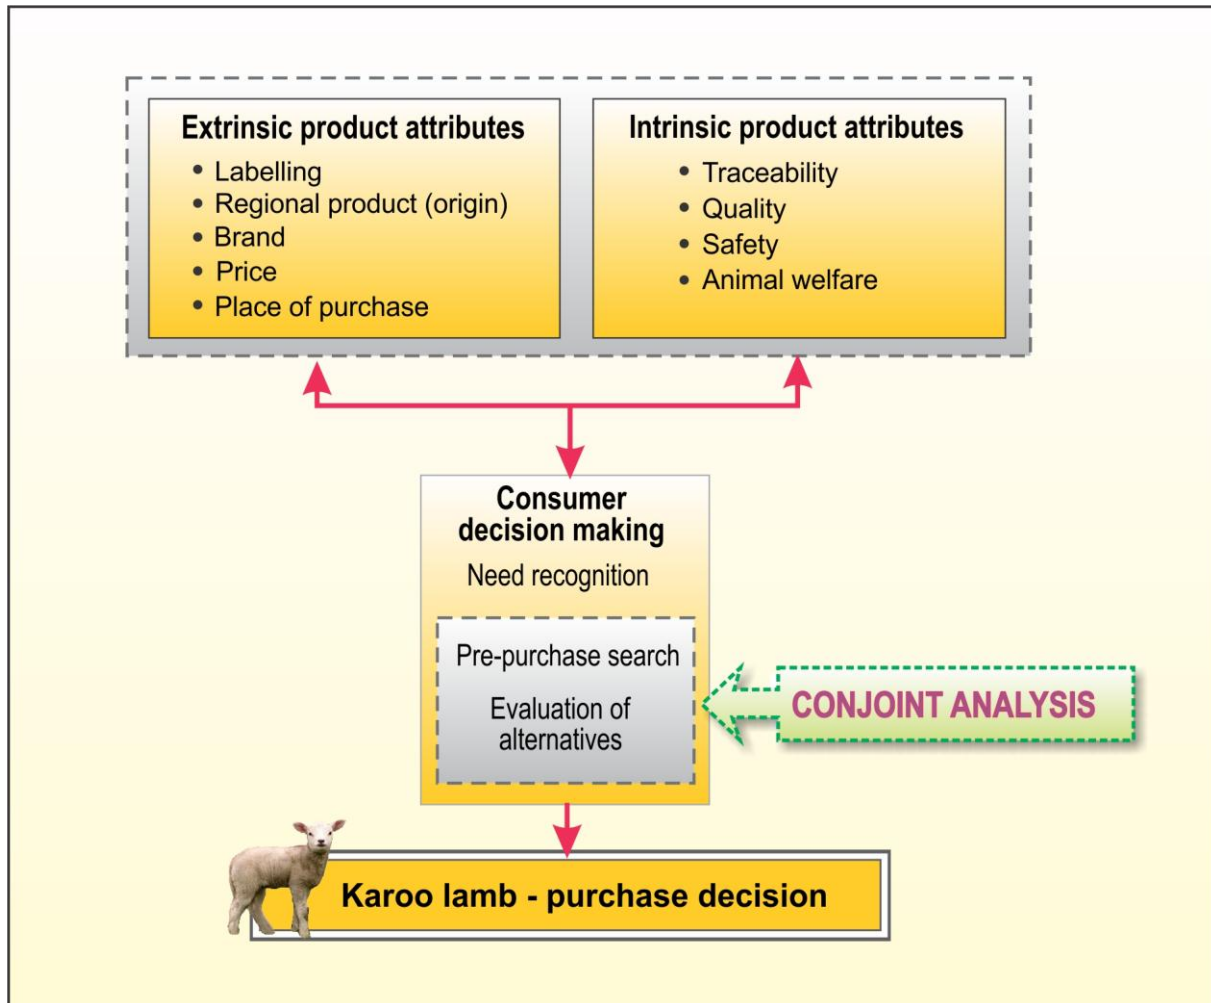 Extrinsic product attributes
• Labelling
• Regional product (origin)
• Brand
• Price
• Place of purchase
Intrinsic product attributes
• Traceability
• Quality
• Safety
• Animal welfare
Consumer
decision making
Need recognition
Pre-purchase search
Evaluation of
alternatives
CONJOINT ANALYSIS
Karoo lamb - purchase decision